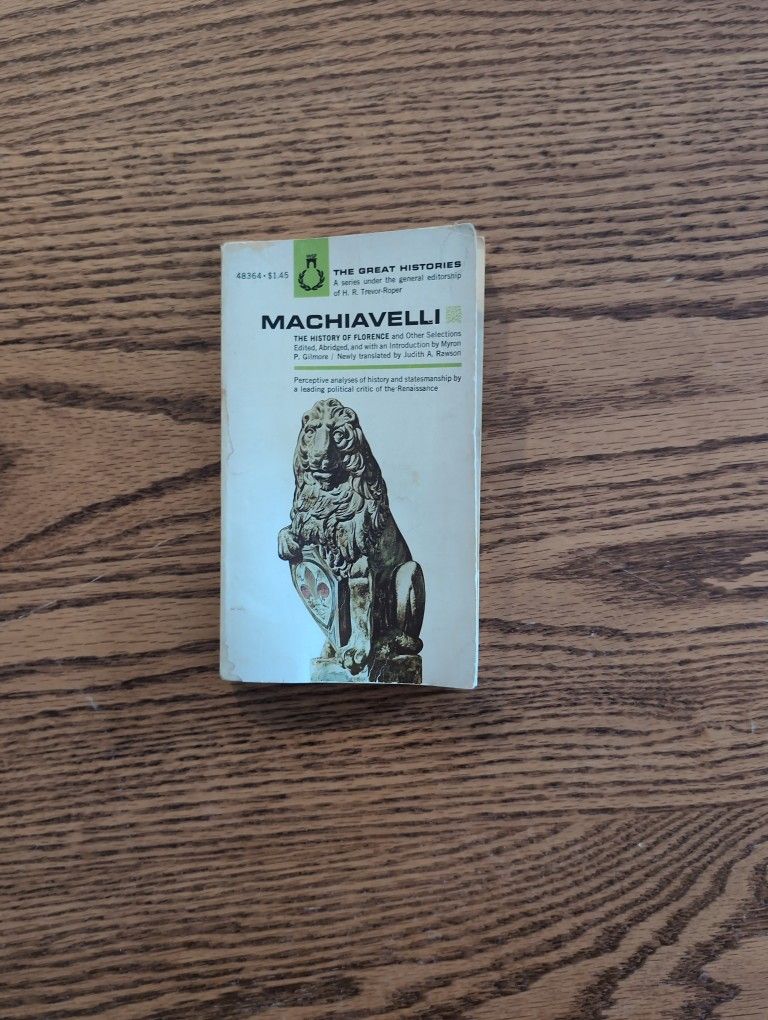 48364 · $1.45
THE GREAT HISTORIES
A series under the general editorship
of H. R. Trevor-Roper
MACHIAVELLI
THE HISTORY OF FLORENCE and Other Selections
Edited, Abridged, and with an Introduction by Myron
P. Gilmore / Newly translated by Judith A. Rawson
Perceptive analyses of history and statesmanship by
a leading political critic of the Renaissance